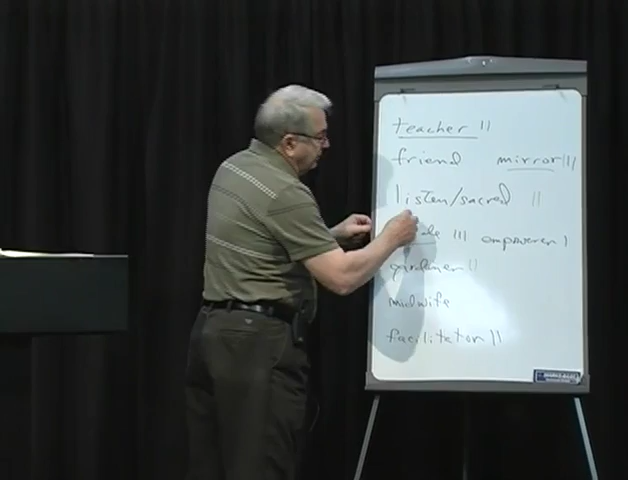 teacher ||
friend mirror |||
listen/sacred ||
||| empowerer |
gardener ||
midwife
facilitator ||